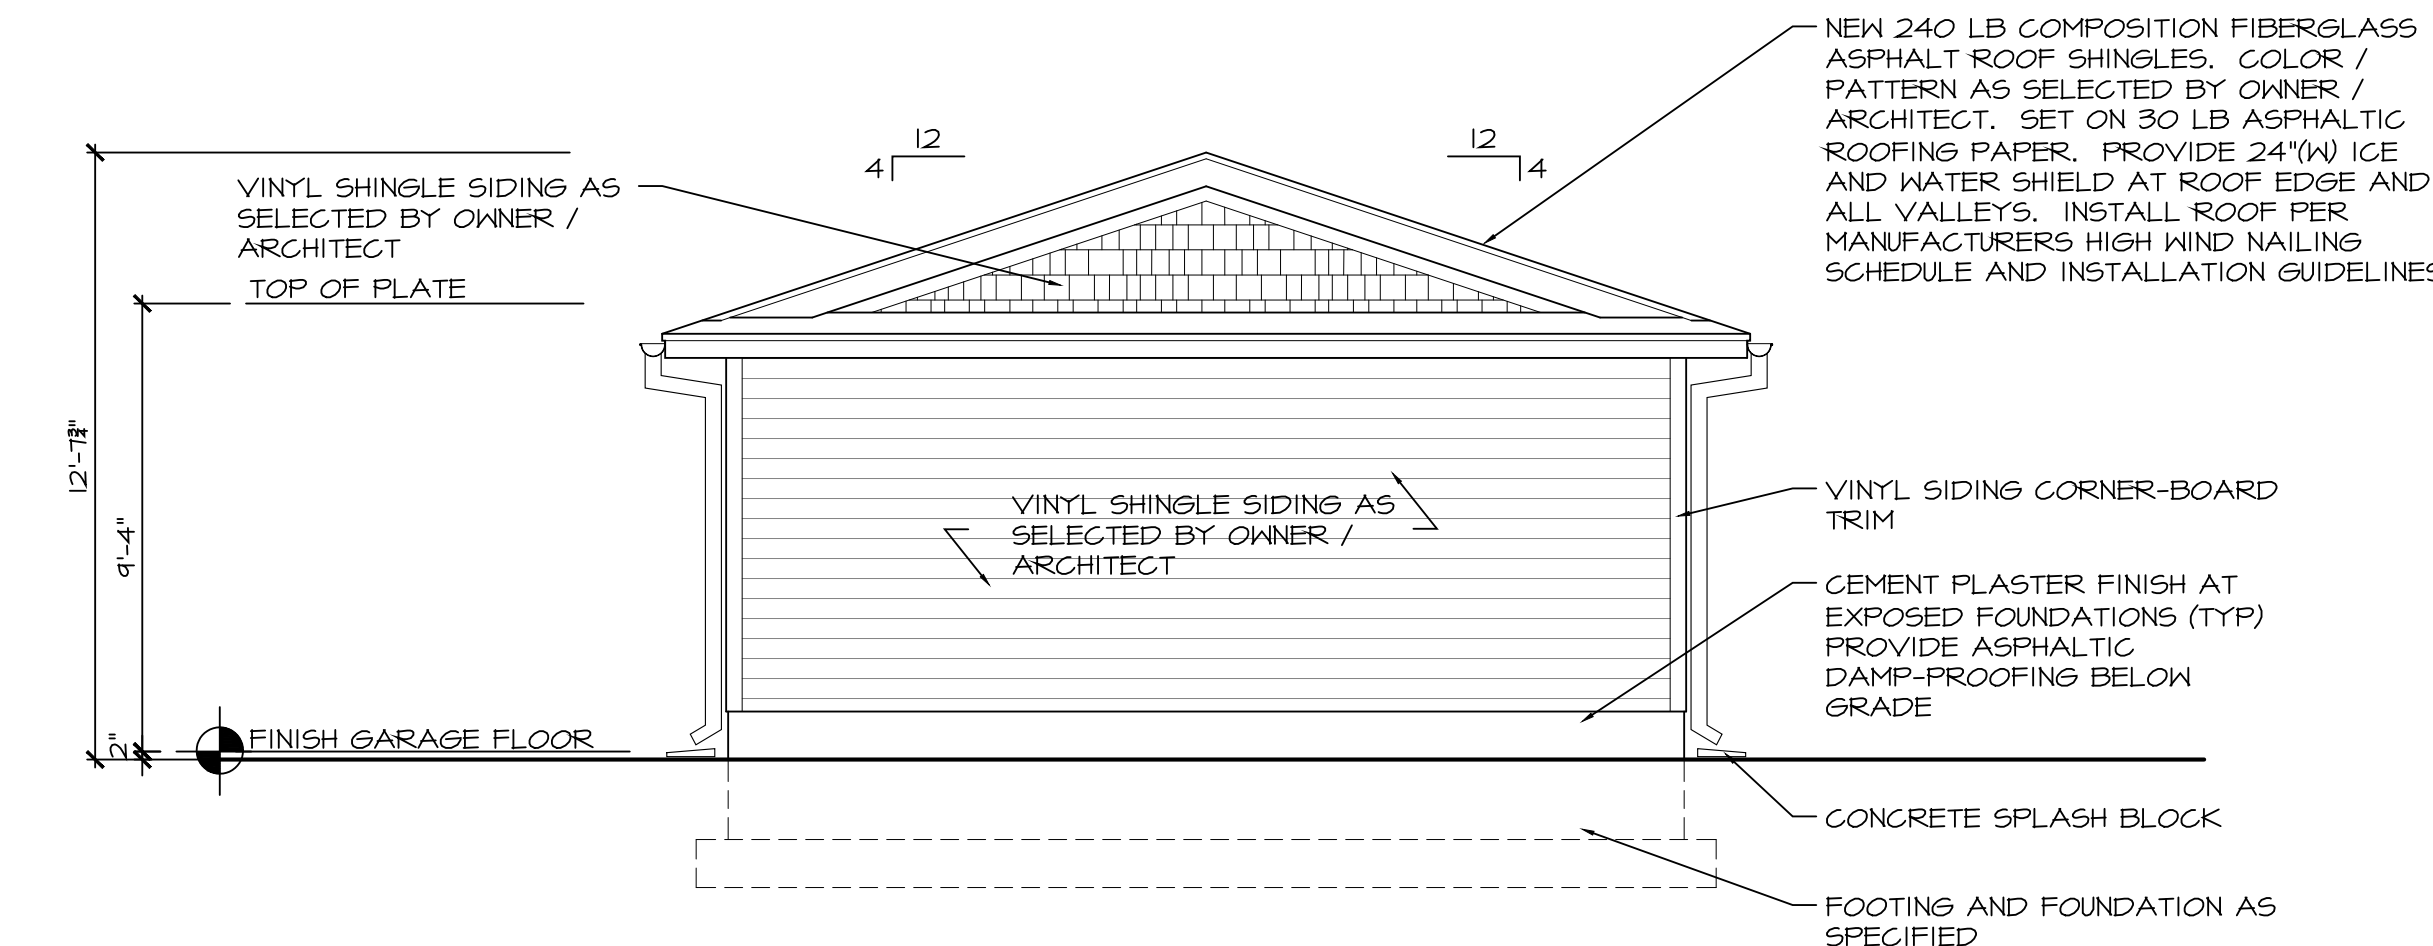 NEW 240 LB COMPOSITION FIBERGLASS
ASPHALT ROOF SHINGLES. COLOR /
PATTERN AS SELECTED BY OWNER /
ARCHITECT. SET ON 30 LB ASPHALTIC
ROOFING PAPER. PROVIDE 24"(W) ICE
AND WATER SHIELD AT ROOF EDGE AND
ALL VALLEYS. INSTALL ROOF PER
MANUFACTURERS HIGH WIND NAILING
SCHEDULE AND INSTALLATION GUIDELINES
12
4
12
4
VINYL SHINGLE SIDING AS
SELECTED BY OWNER /
ARCHITECT
TOP OF PLATE
12'-7¾"
9'-4"
2"
FINISH GARAGE FLOOR
VINYL SHINGLE SIDING AS
SELECTED BY OWNER /
ARCHITECT
VINYL SIDING CORNER-BOARD
TRIM
CEMENT PLASTER FINISH AT
EXPOSED FOUNDATIONS (TYP)
PROVIDE ASPHALTIC
DAMP-PROOFING BELOW
GRADE
CONCRETE SPLASH BLOCK
FOOTING AND FOUNDATION AS
SPECIFIED